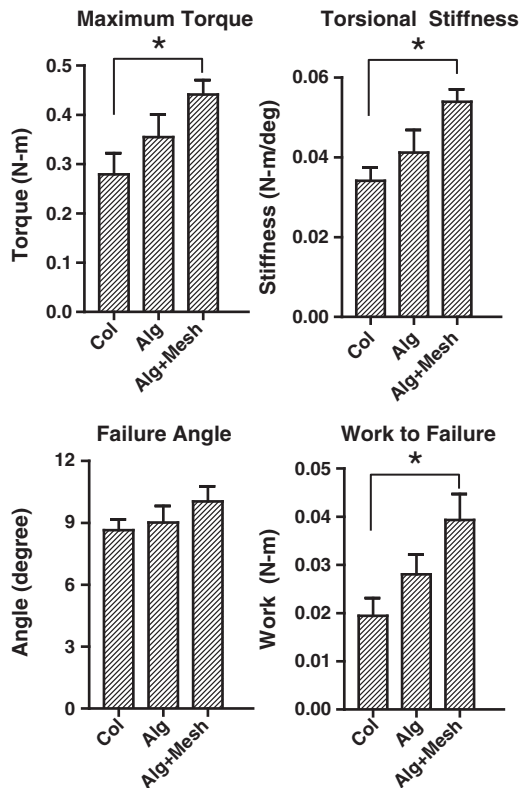 Maximum Torque
*
Torque (N-m)
0.5
0.4
0.3
0.2
0.1
0.0
Col
Alg
Alg+Mesh
Torsional Stiffness
*
Stiffness (N-m/deg)
0.06
0.04
0.02
0.00
Col
Alg
Alg+Mesh
Failure Angle
Angle (degree)
12
9
6
3
0
Col
Alg
Alg+Mesh
Work to Failure
*
Work (N-m)
0.05
0.04
0.03
0.02
0.01
0.00
Col
Alg
Alg+Mesh